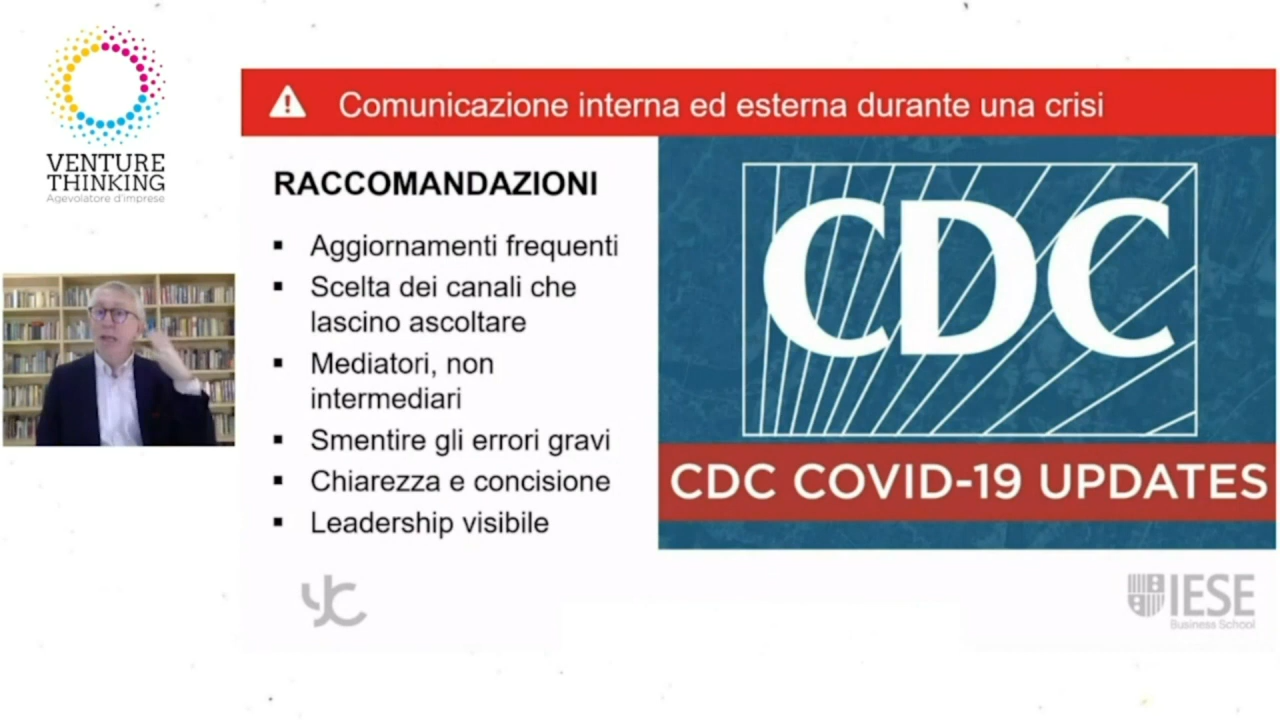 VENTURE
THINKING
Agevolatore d'imprese
Comunicazione interna ed esterna durante una crisi
RACCOMANDAZIONI
▪ Aggiornamenti frequenti
▪ Scelta dei canali che
lascino ascoltare
▪ Mediatori, non
intermediari
▪ Smentire gli errori gravi
▪ Chiarezza e concisione
▪ Leadership visibile
CDC
CDC COVID-19 UPDATES
IESE
Business School